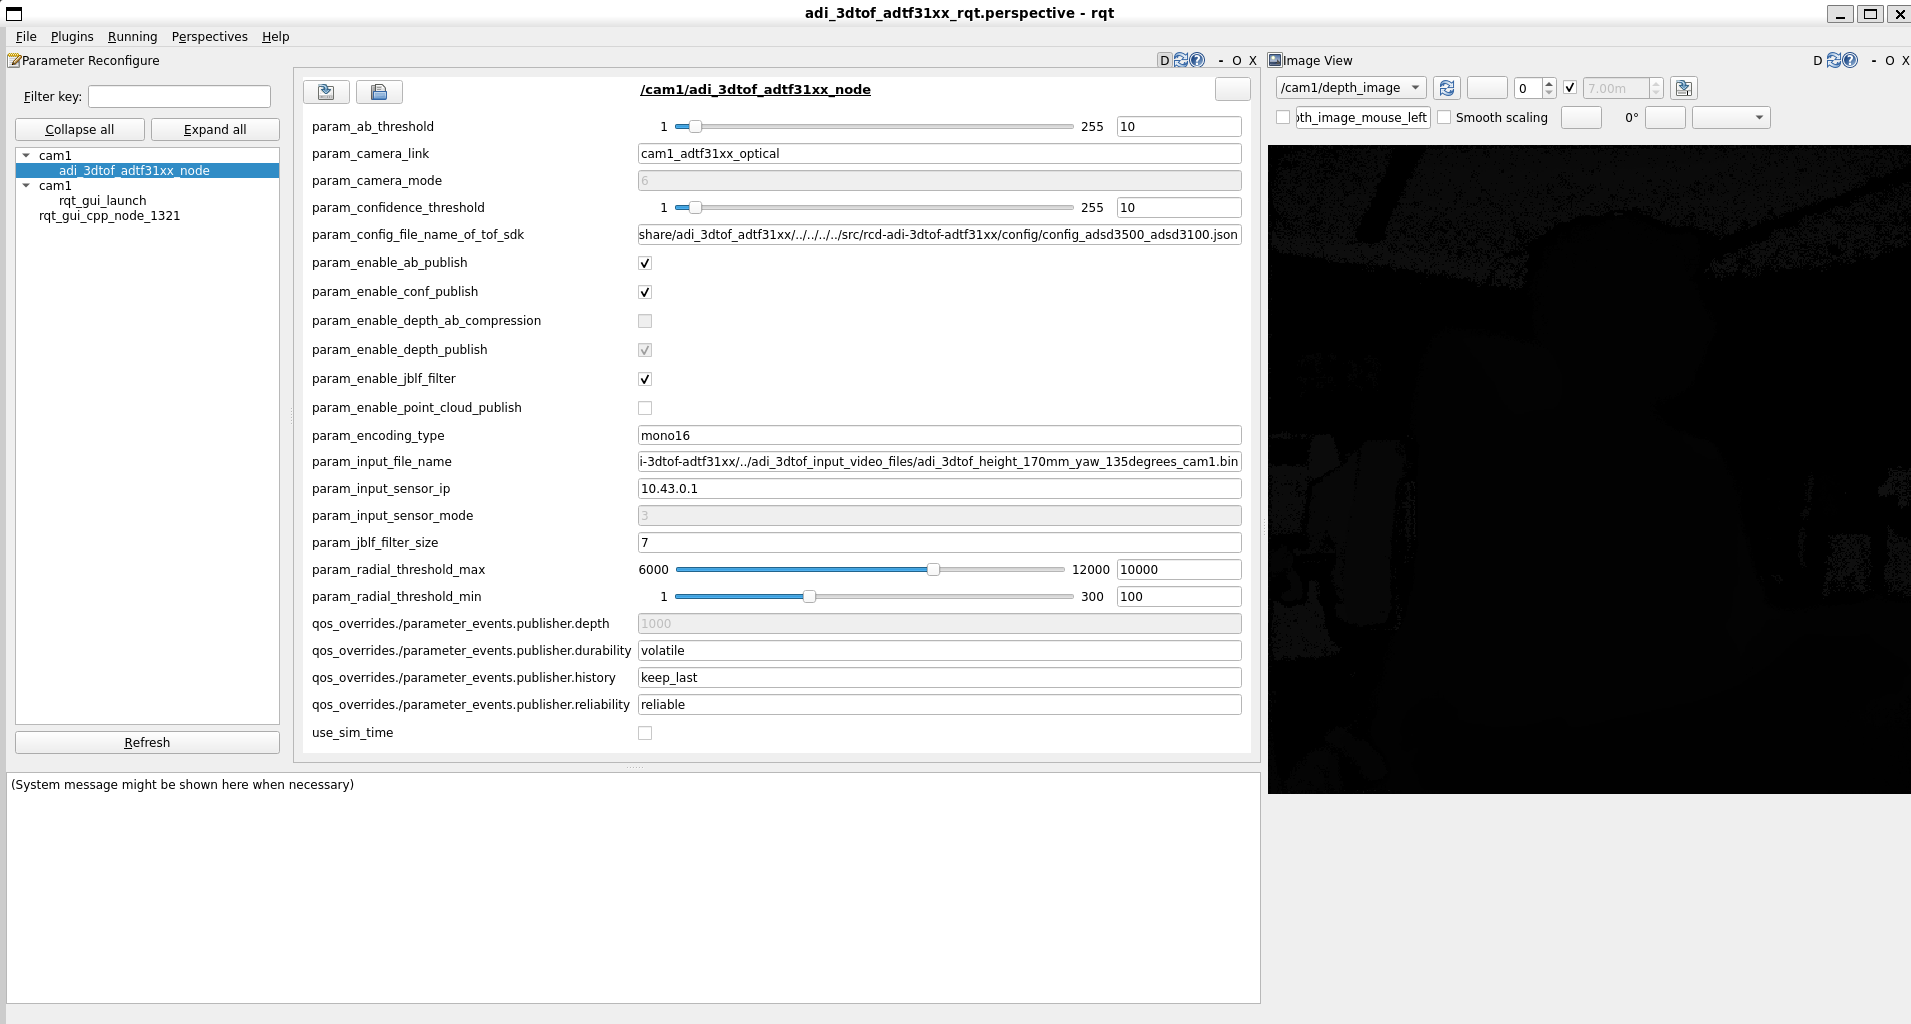 adi_3dtof_adtf31xx_rqt.perspective - rqt
File Plugins Running Perspectives Help
Parameter Reconfigure
D - O X
Image View
D - O X
Filter key:
Collapse all Expand all
cam1
adi_3dtof_adtf31xx_node
cam1
rqt_gui_launch
rqt_gui_cpp_node_1321
Refresh
/cam1/adi_3dtof_adtf31xx_node
param_ab_threshold 1 255 10
param_camera_link cam1_adtf31xx_optical
param_camera_mode 6
param_confidence_threshold 1 255 10
param_config_file_name_of_tof_sdk share/adi_3dtof_adtf31xx/../../../../src/rcd-adi-3dtof-adtf31xx/config/config_adsd3500_adsd3100.json
param_enable_ab_publish
param_enable_conf_publish
param_enable_depth_ab_compression
param_enable_depth_publish
param_enable_jblf_filter
param_enable_point_cloud_publish
param_encoding_type mono16
param_input_file_name i-3dtof-adtf31xx/../adi_3dtof_input_video_files/adi_3dtof_height_170mm_yaw_135degrees_cam1.bin
param_input_sensor_ip 10.43.0.1
param_input_sensor_mode 3
param_jblf_filter_size 7
param_radial_threshold_max 6000 12000 10000
param_radial_threshold_min 1 300 100
qos_overrides./parameter_events.publisher.depth 1000
qos_overrides./parameter_events.publisher.durability volatile
qos_overrides./parameter_events.publisher.history keep_last
qos_overrides./parameter_events.publisher.reliability reliable
use_sim_time
/cam1/depth_image 0 7.00m
oth_image_mouse_left Smooth scaling 0°
(System message might be shown here when necessary)